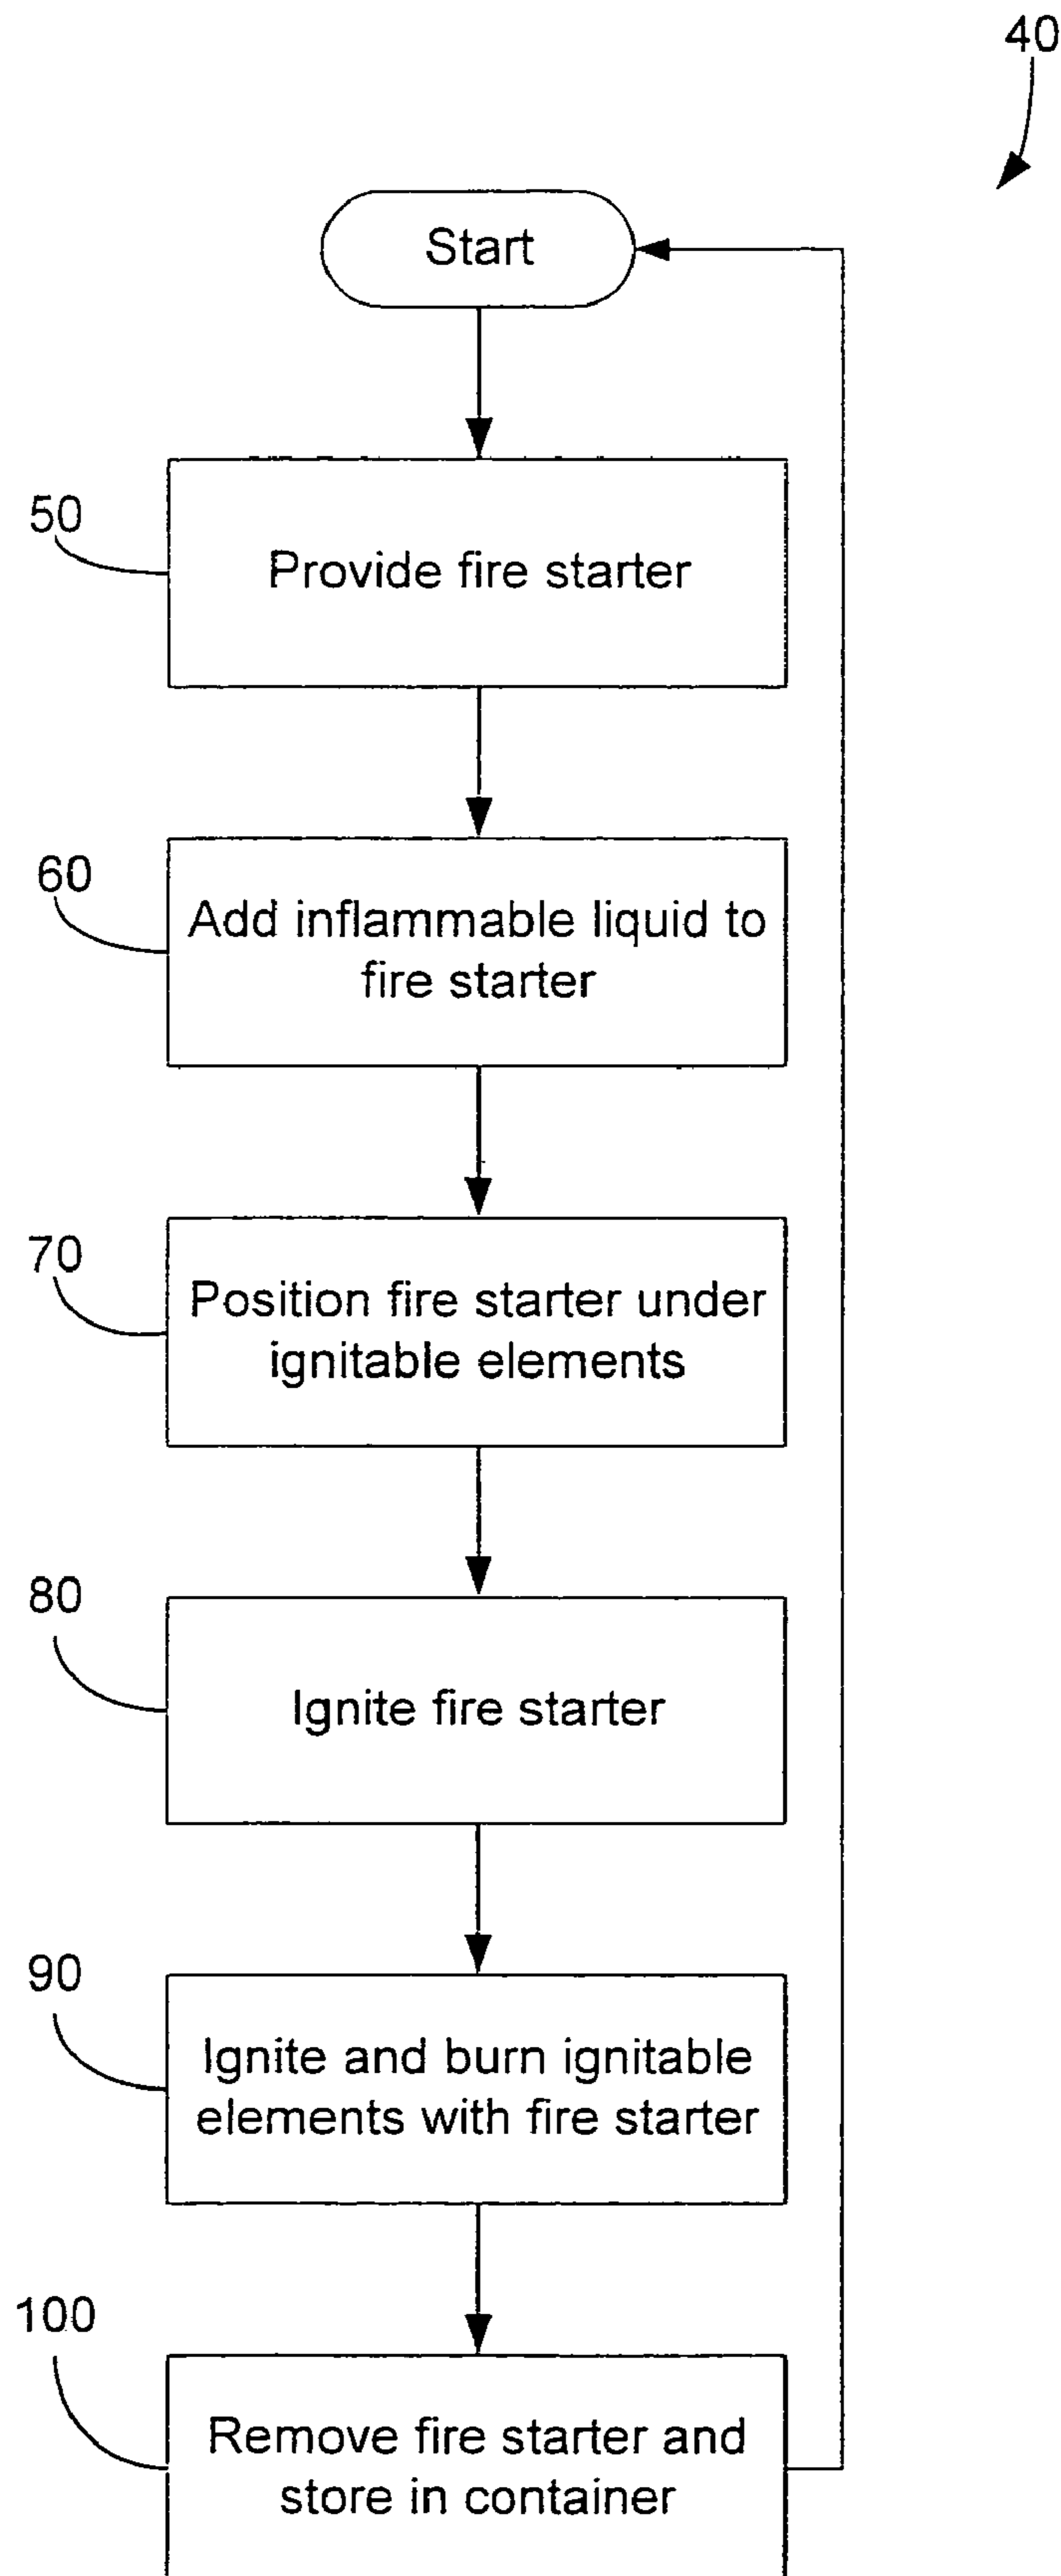 40
Start
50
Provide fire starter
60
Add inflammable liquid to
fire starter
70
Position fire starter under
ignitable elements
80
Ignite fire starter
90
Ignite and burn ignitable
elements with fire starter
100
Remove fire starter and
store in container